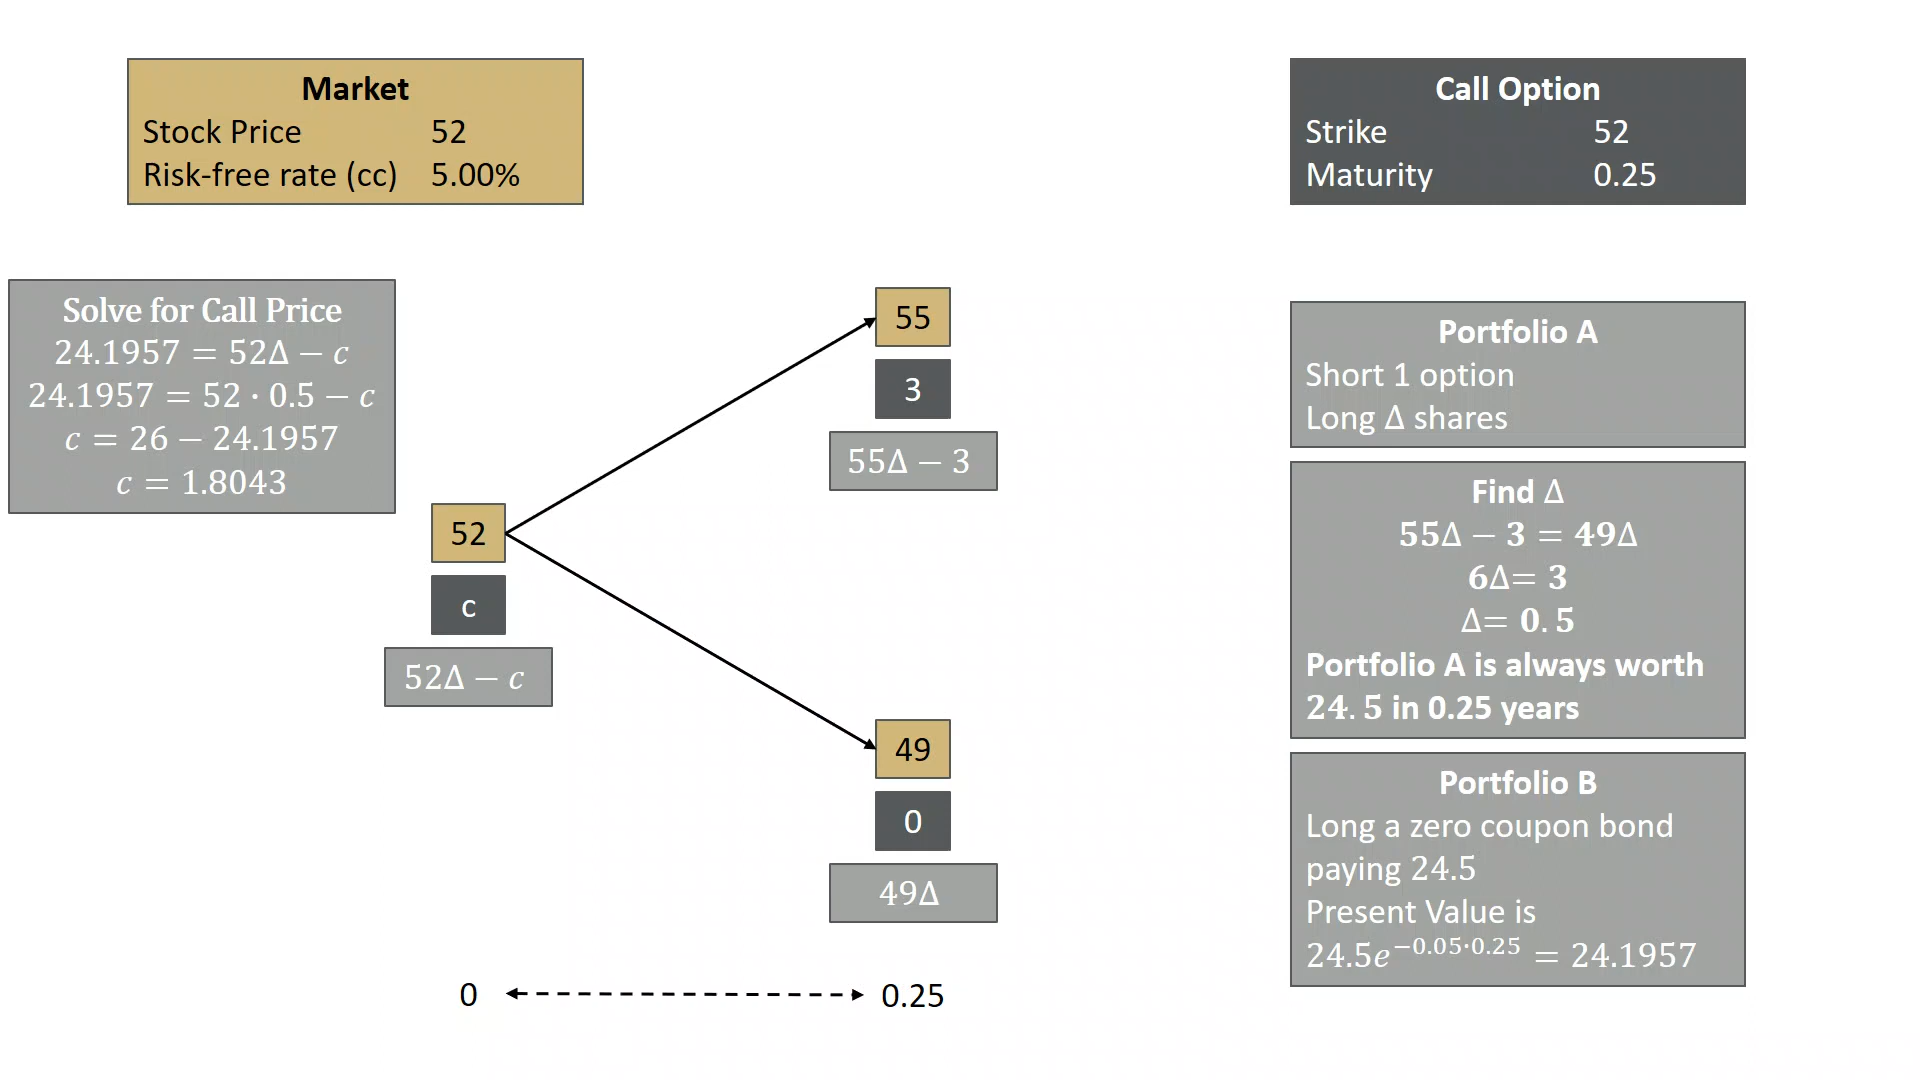 Market
Stock Price 52
Risk-free rate (cc) 5.00%
Call Option
Strike 52
Maturity 0.25
Solve for Call Price
24.1957 = 52Δ − c
24.1957 = 52 · 0.5 − c
c = 26 − 24.1957
c = 1.8043
55
3
55Δ − 3
52
c
52Δ − c
49
0
49Δ
0
0.25
Portfolio A
Short 1 option
Long Δ shares
Find Δ
55Δ − 3 = 49Δ
6Δ= 3
Δ= 0.5
Portfolio A is always worth
24.5 in 0.25 years
Portfolio B
Long a zero coupon bond
paying 24.5
Present Value is
24.5e^−0.05·0.25 = 24.1957